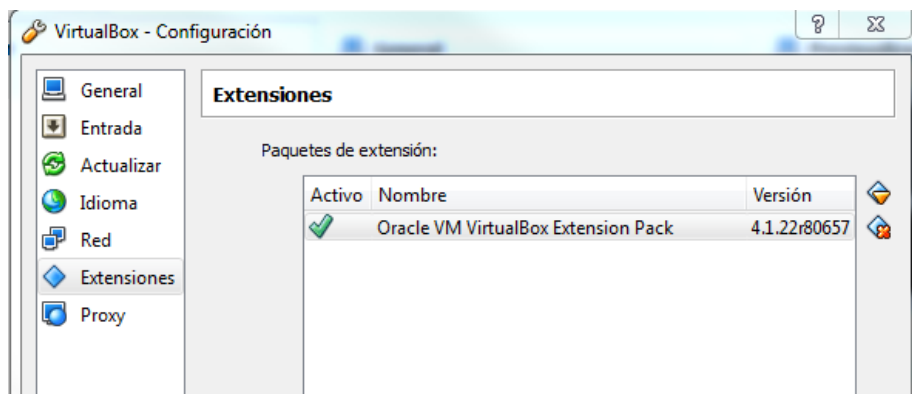 VirtualBox - Configuración
General
Entrada
Actualizar
Idioma
Red
Extensiones
Proxy
Extensiones
Paquetes de extensión:
Activo Nombre Versión
Oracle VM VirtualBox Extension Pack 4.1.22r80657